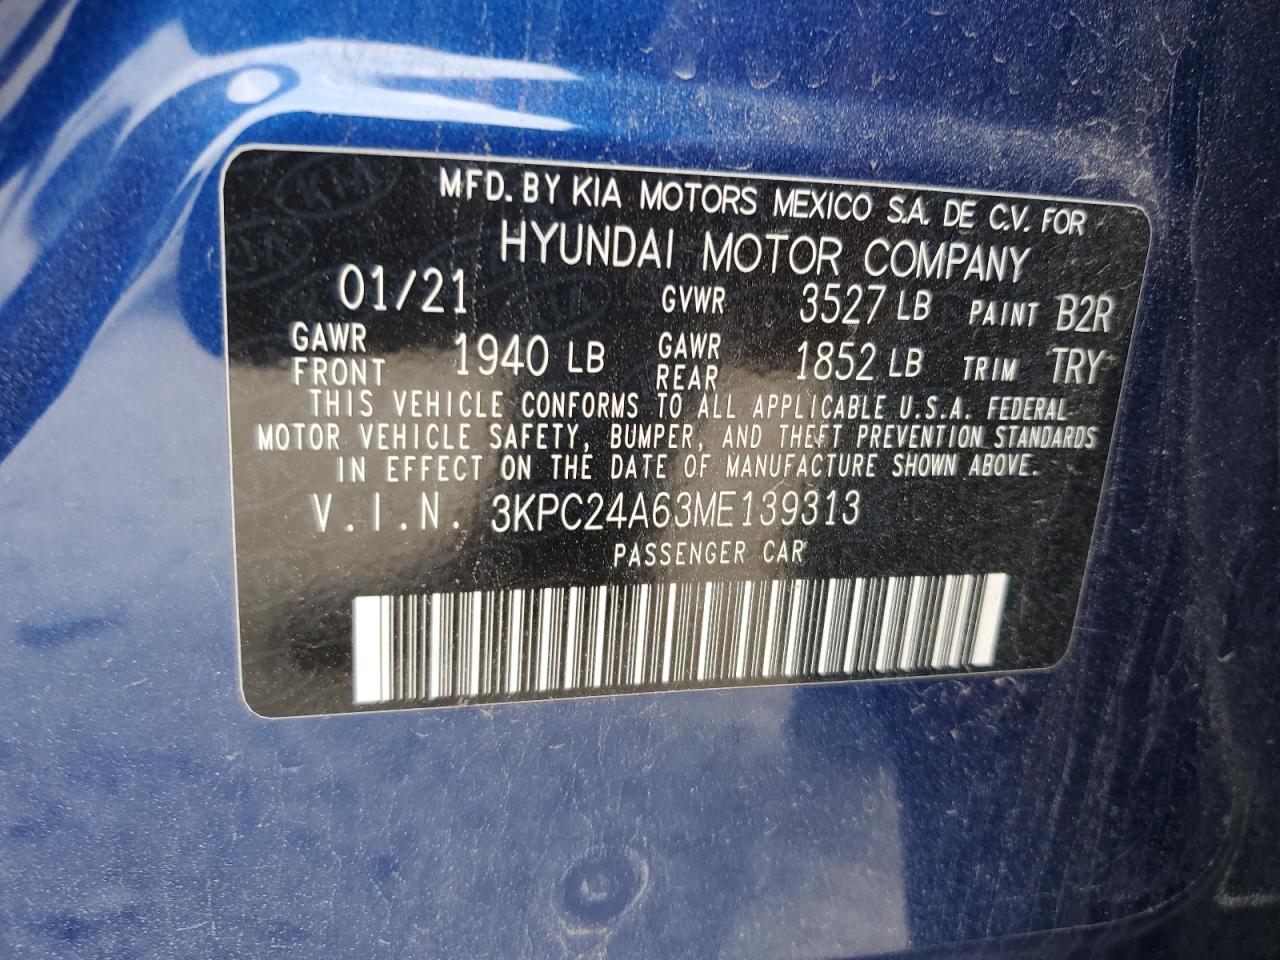 MFD. BY KIA MOTORS MEXICO S.A. DE C.V. FOR
HYUNDAI MOTOR COMPANY
01/21 GVWR 3527 LB PAINT B2R
GAWR FRONT 1940 LB GAWR REAR 1852 LB TRIM TRY
THIS VEHICLE CONFORMS TO ALL APPLICABLE U.S.A. FEDERAL
MOTOR VEHICLE SAFETY, BUMPER, AND THEFT PREVENTION STANDARDS
IN EFFECT ON THE DATE OF MANUFACTURE SHOWN ABOVE.
V.I.N. 3KPC24A63ME139313
PASSENGER CAR